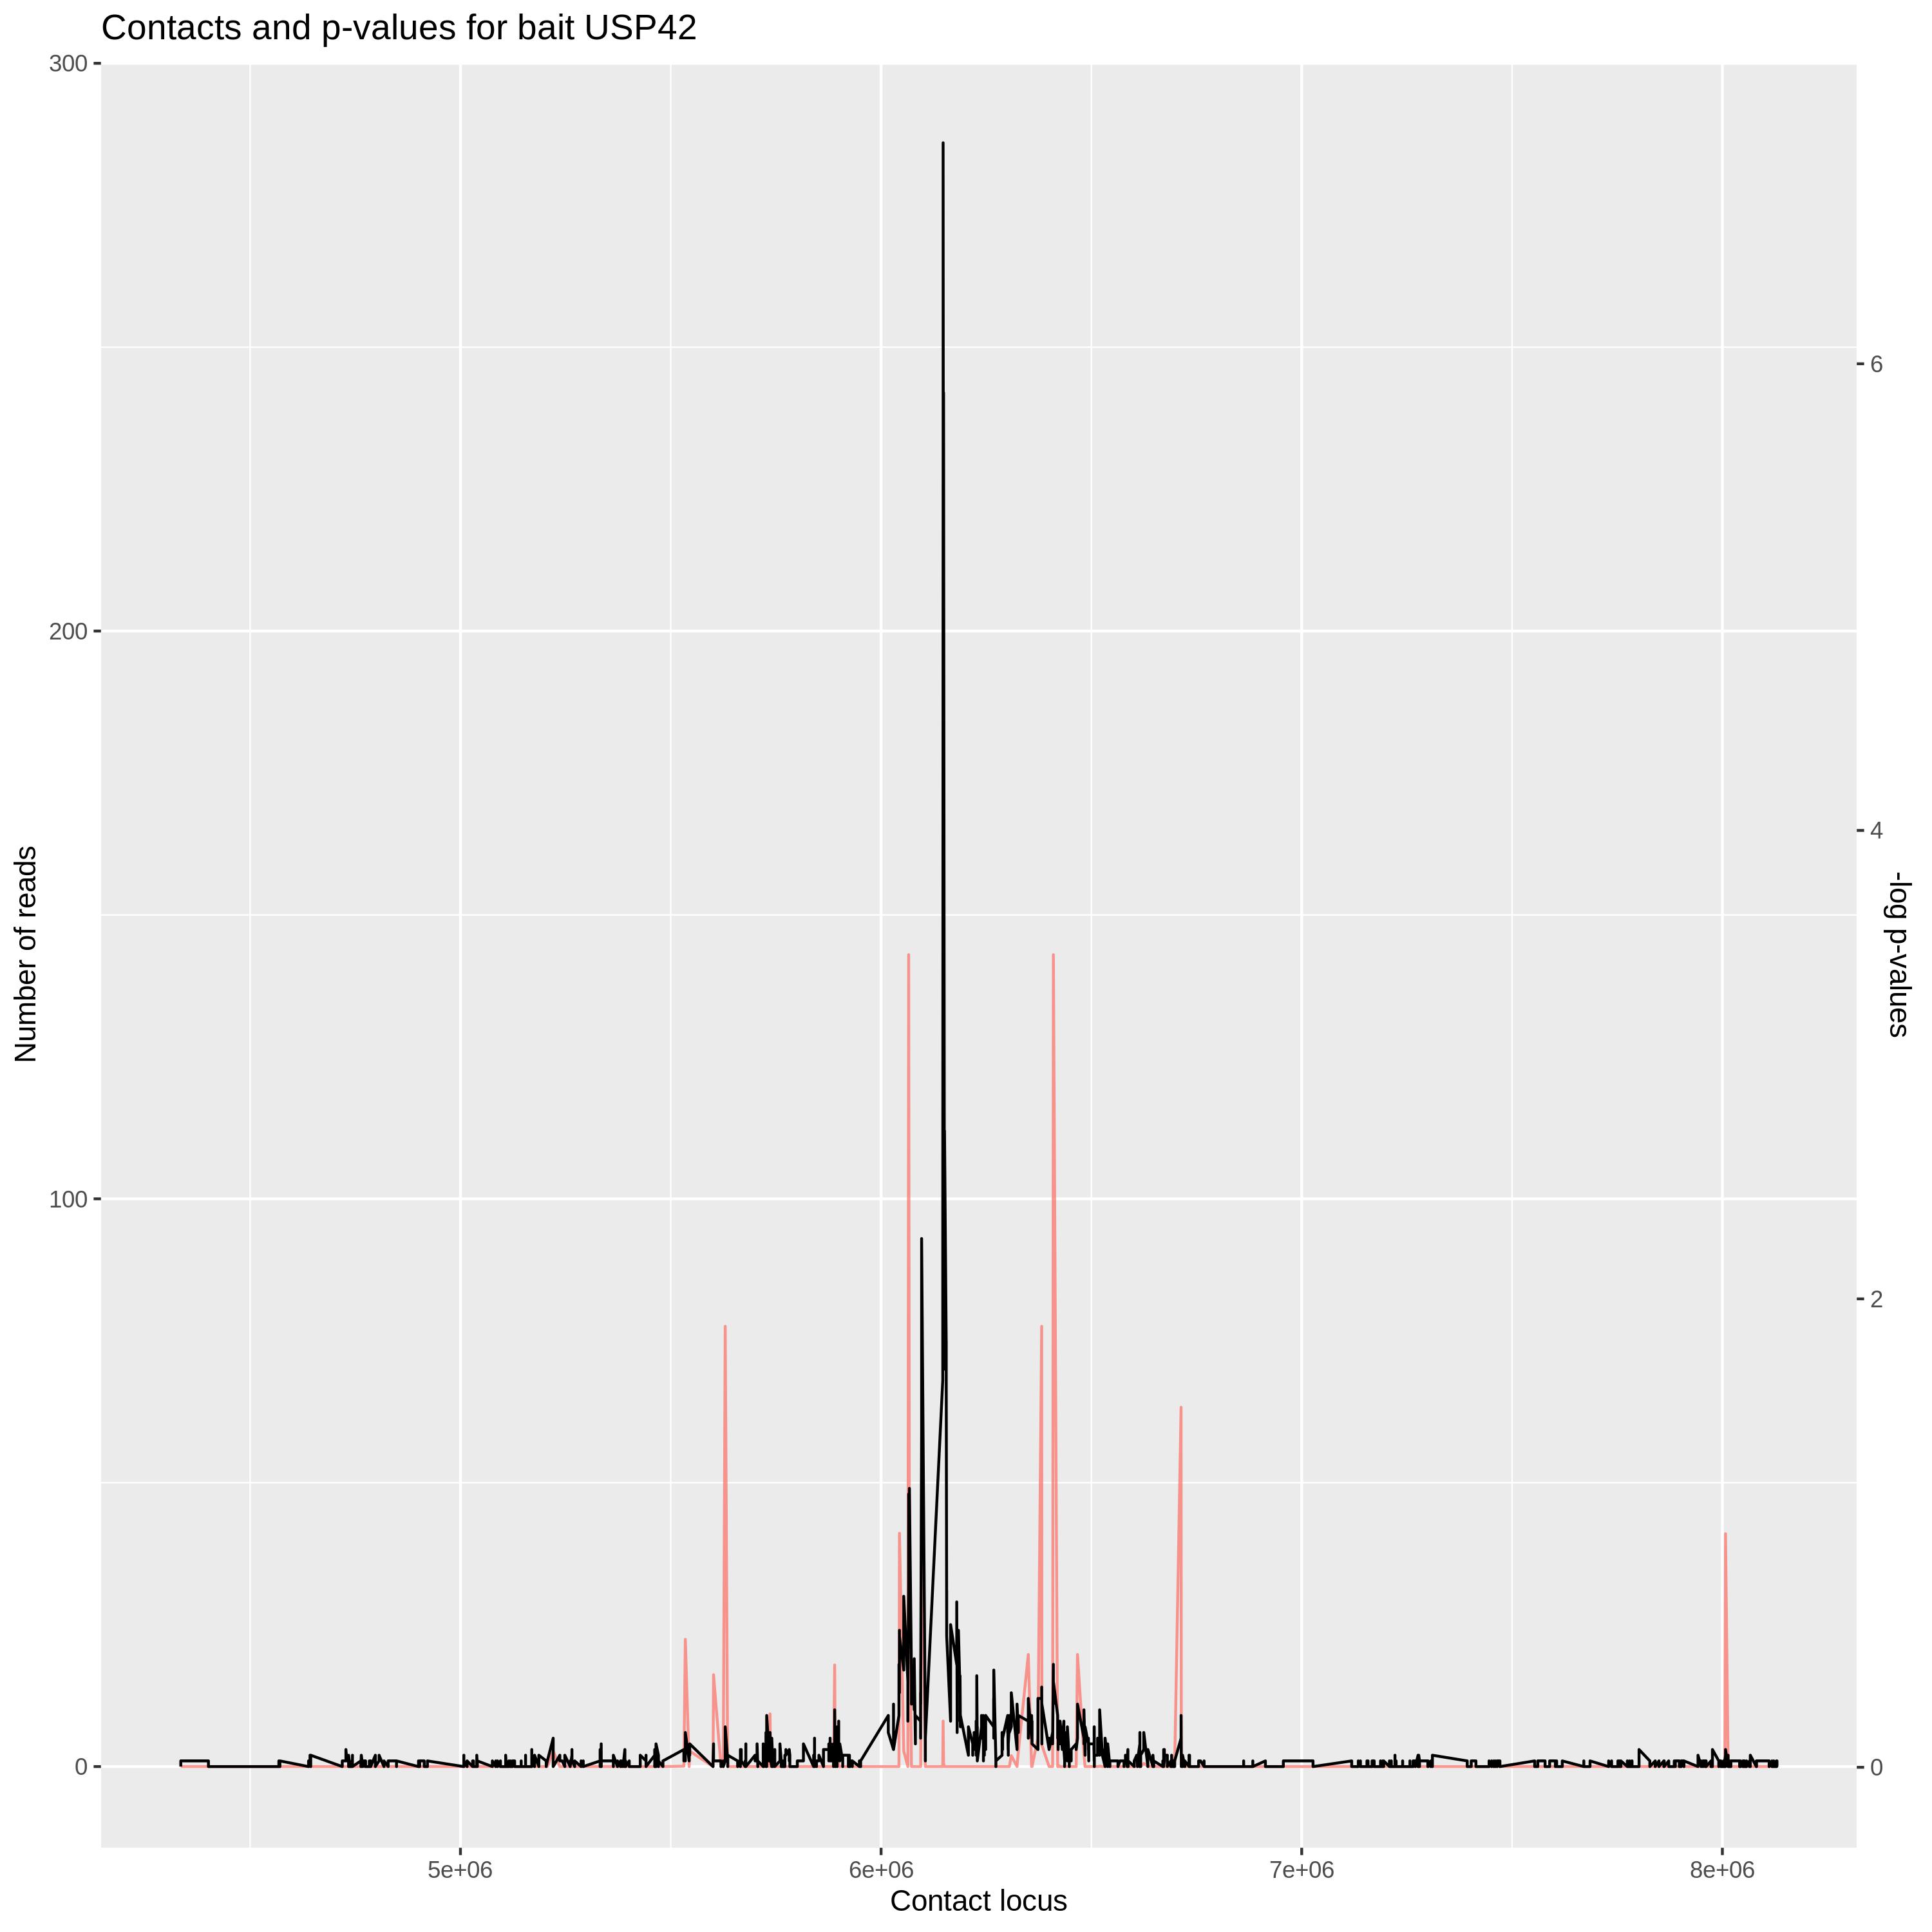 Contacts and p-values for bait USP42
300
200
100
0
Number of reads
6
4
2
0
-log p-values
5e+06
6e+06
7e+06
8e+06
Contact locus